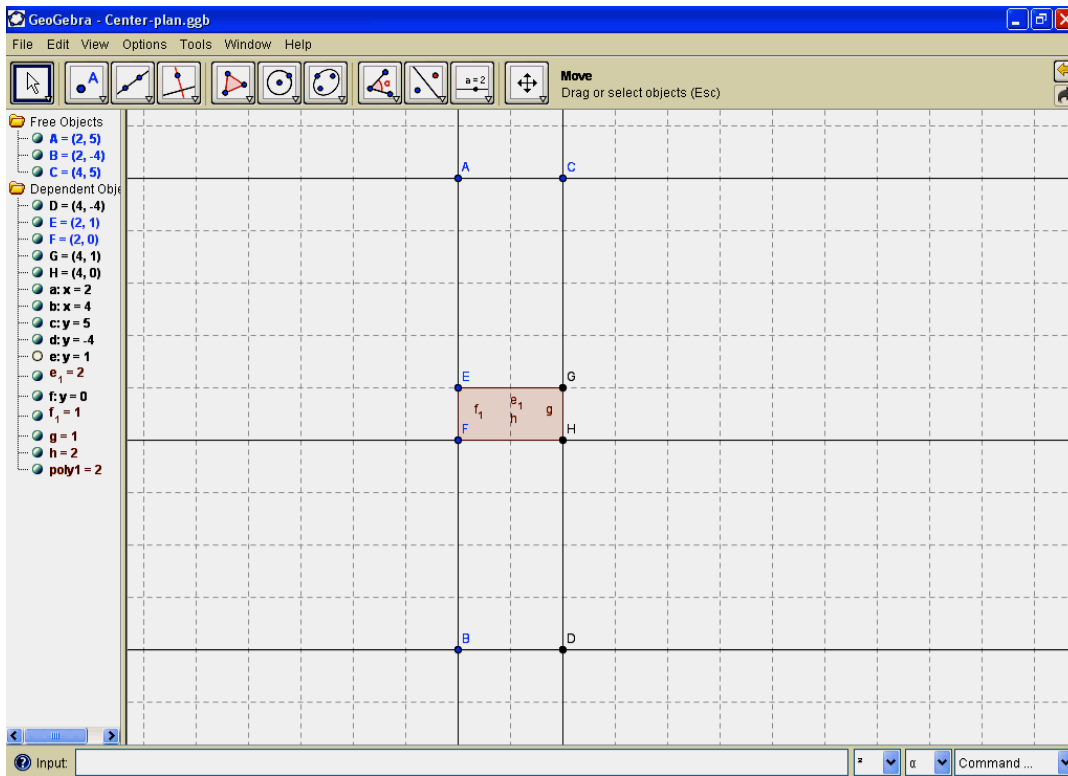 GeoGebra - Center-plan.ggb
File Edit View Options Tools Window Help
A
α
a = 2
Move
Drag or select objects (Esc)
Free Objects
A = (2, 5)
B = (2, -4)
C = (4, 5)
Dependent Obje
D = (4, -4)
E = (2, 1)
F = (2, 0)
G = (4, 1)
H = (4, 0)
a: x = 2
b: x = 4
c: y = 5
d: y = -4
e: y = 1
e₁ = 2
f: y = 0
f₁ = 1
g = 1
h = 2
poly1 = 2
A C
E G
f₁ e₁ g
h
F H
B D
Input: ² α Command ...